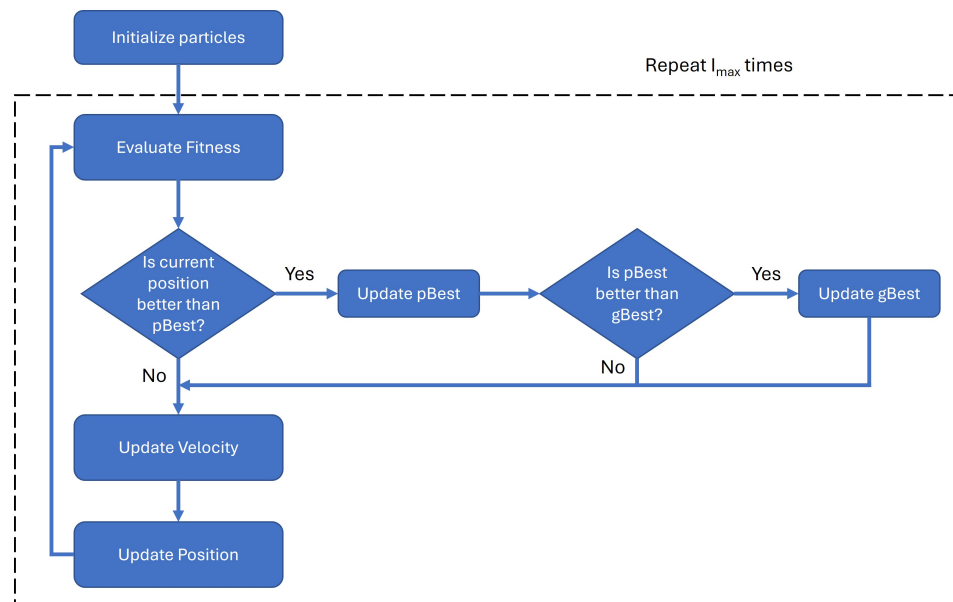 Initialize particles
Repeat Imax times
Evaluate Fitness
Is current
position
better than
pBest?
Yes
Update pBest
Is pBest
better than
gBest?
Yes
Update gBest
No
No
Update Velocity
Update Position